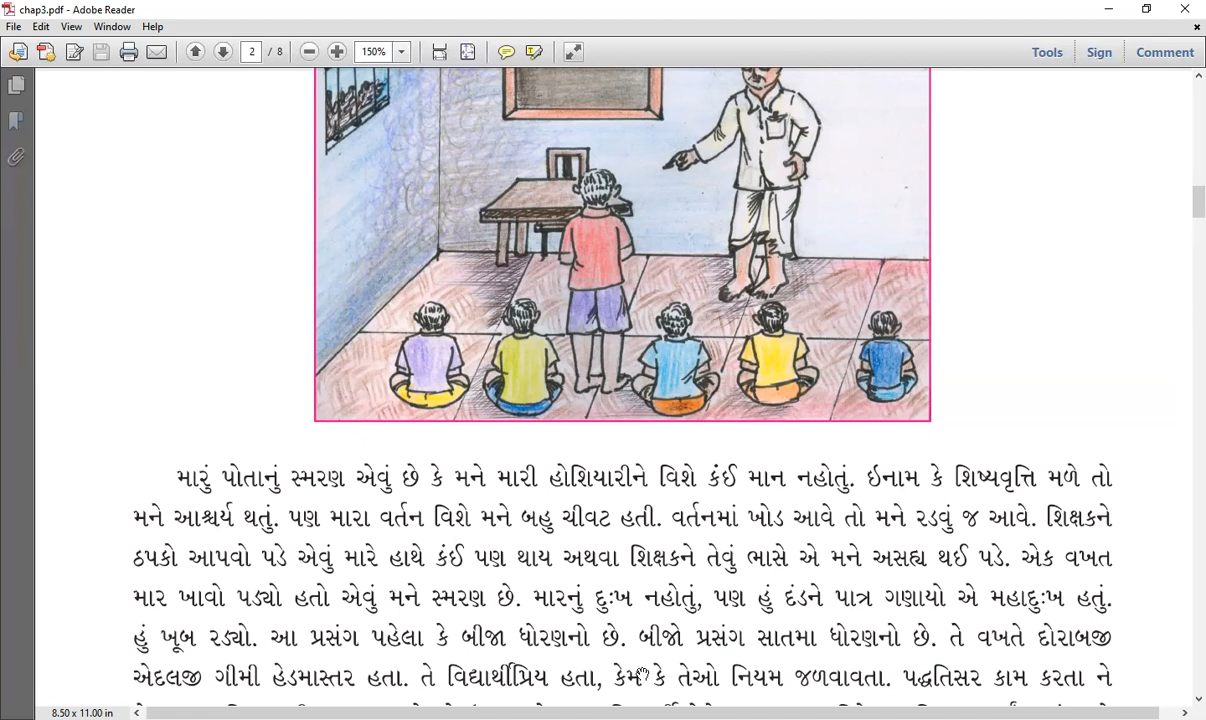 chap3.pdf - Adobe Reader
File Edit View Window Help
2 / 8 150% Tools Sign Comment
મારું પોતાનું સ્મરણ એવું છે કે મને મારી હોશિયારીને વિશે કંઈ માન નહોતું. ઇનામ કે શિષ્યવૃત્તિ મળે તો
મને આશ્ચર્ય થતું. પણ મારા વર્તન વિશે મને બહુ ચીવટ હતી. વર્તનમાં ખોડ આવે તો મને રડવું જ આવે. શિક્ષકને
ઠપકો આપવો પડે એવું મારે હાથે કંઈ પણ થાય અથવા શિક્ષકને તેવું ભાસે એ મને અસહ્ય થઈ પડે. એક વખત
માર ખાવો પડ્યો હતો એવું મને સ્મરણ છે. મારનું દુઃખ નહોતું, પણ હું દંડને પાત્ર ગણાયો એ મહાદુઃખ હતું.
હું ખૂબ રડ્યો. આ પ્રસંગ પહેલા કે બીજા ધોરણનો છે. બીજો પ્રસંગ સાતમા ધોરણનો છે. તે વખતે દોરાબજી
એદલજી ગીમી હેડમાસ્તર હતા. તે વિદ્યાર્થીપ્રિય હતા, કેમ કે તેઓ નિયમ જળવાવતા. પદ્ધતિસર કામ કરતા ને
8.50 x 11.00 in